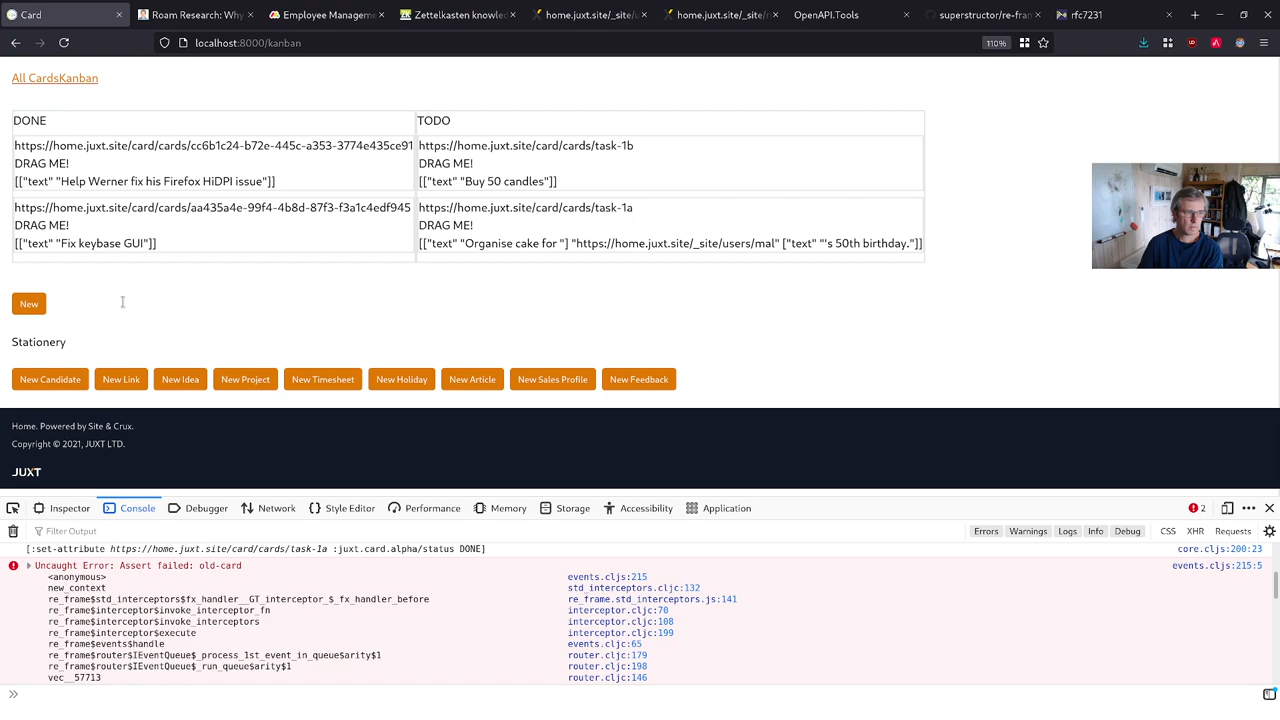 Card
Roam Research: Why
Employee Manageme
Zettelkasten knowled
home.juxt.site/_site/u
home.juxt.site/_site/r
OpenAPI.Tools
superstructor/re-fram
rfc7231
localhost:8000/kanban
110%
All CardsKanban
DONE
TODO
https://home.juxt.site/card/cards/cc6b1c24-b72e-445c-a353-3774e435ce91
DRAG ME!
[["text" "Help Werner fix his Firefox HiDPI issue"]]
https://home.juxt.site/card/cards/task-1b
DRAG ME!
[["text" "Buy 50 candles"]]
https://home.juxt.site/card/cards/aa435a4e-99f4-4b8d-87f3-f3a1c4edf945
DRAG ME!
[["text" "Fix keybase GUI"]]
https://home.juxt.site/card/cards/task-1a
DRAG ME!
[["text" "Organise cake for "] "https://home.juxt.site/_site/users/mal" ["text" "'s 50th birthday."]]
New
Stationery
New Candidate
New Link
New Idea
New Project
New Timesheet
New Holiday
New Article
New Sales Profile
New Feedback
Home. Powered by Site & Crux.
Copyright © 2021, JUXT LTD.
JUXT
Inspector
Console
Debugger
Network
Style Editor
Performance
Memory
Storage
Accessibility
Application
2
Filter Output
Errors
Warnings
Logs
Info
Debug
CSS
XHR
Requests
[:set-attribute https://home.juxt.site/card/cards/task-1a :juxt.card.alpha/status DONE]
core.cljs:200:23
Uncaught Error: Assert failed: old-card
events.cljs:215:5
<anonymous> events.cljs:215
new_context std_interceptors.cljc:132
re_frame$std_interceptors$fx_handler__GT_interceptor_$_fx_handler_before re_frame.std_interceptors.js:141
re_frame$interceptor$invoke_interceptor_fn interceptor.cljc:70
re_frame$interceptor$invoke_interceptors interceptor.cljc:108
re_frame$interceptor$execute interceptor.cljc:199
re_frame$events$handle events.cljc:65
re_frame$router$IEventQueue$_process_1st_event_in_queue$arity$1 router.cljc:179
re_frame$router$IEventQueue$_run_queue$arity$1 router.cljc:198
vec__57713 router.cljc:146